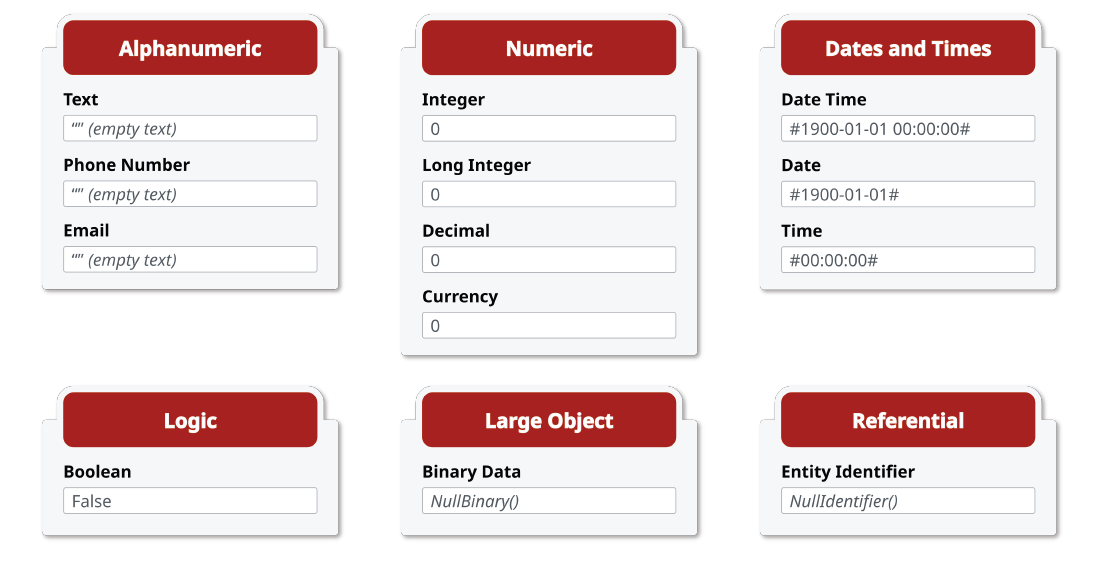 Alphanumeric
Text
“” (empty text)
Phone Number
“” (empty text)
Email
“” (empty text)
Numeric
Integer
0
Long Integer
0
Decimal
0
Currency
0
Dates and Times
Date Time
#1900-01-01 00:00:00#
Date
#1900-01-01#
Time
#00:00:00#
Logic
Boolean
False
Large Object
Binary Data
NullBinary()
Referential
Entity Identifier
NullIdentifier()